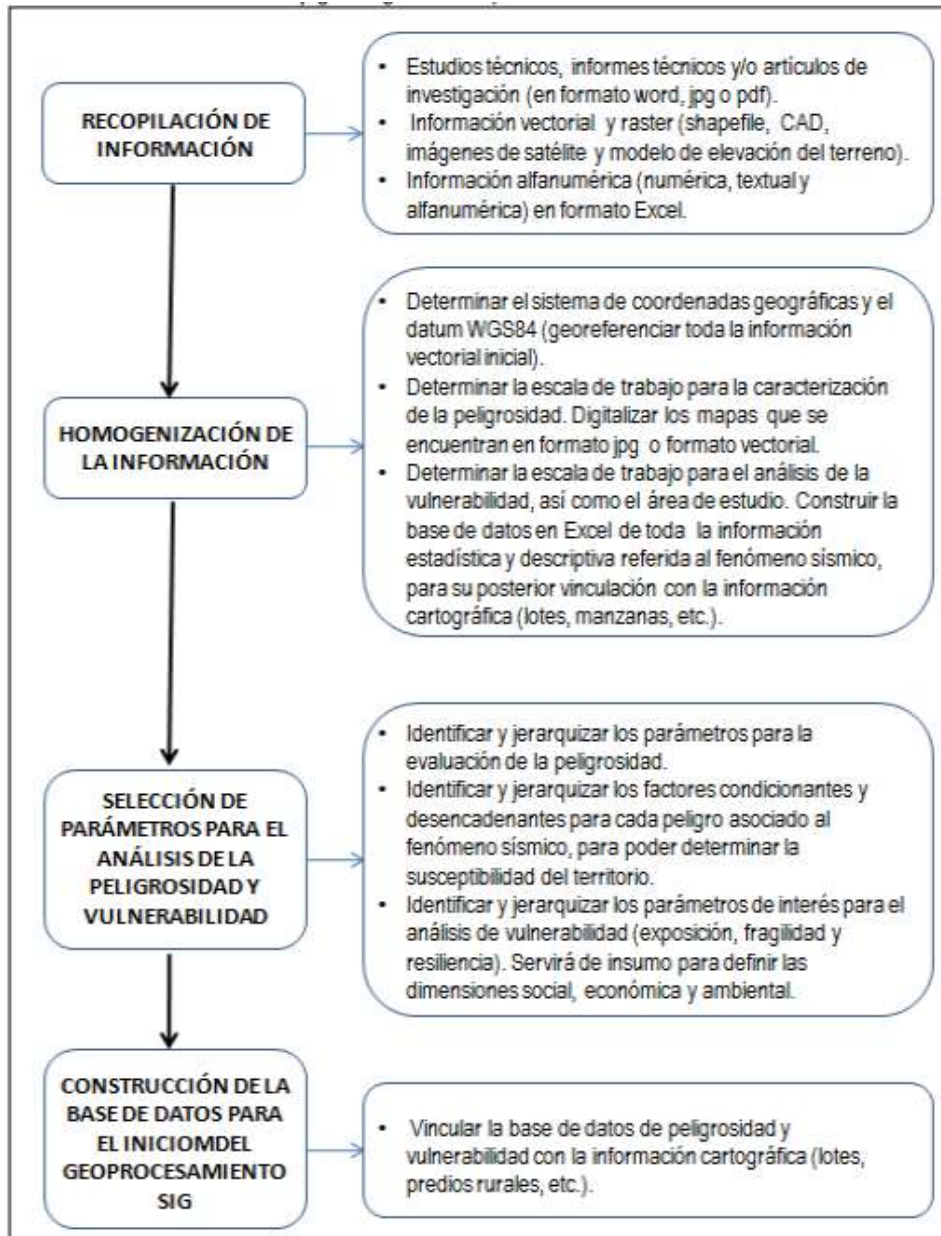 RECOPILACIÓN DE
INFORMACIÓN
• Estudios técnicos, informes técnicos y/o artículos de
investigación (en formato word, jpg o pdf).
• Información vectorial y raster (shapefile, CAD,
imágenes de satélite y modelo de elevación del terreno).
• Información alfanumérica (numérica, textual y
alfanumérica) en formato Excel.
HOMOGENIZACIÓN DE
LA INFORMACIÓN
• Determinar el sistema de coordenadas geográficas y el
datum WGS84 (georeferenciar toda la información
vectorial inicial).
• Determinar la escala de trabajo para la caracterización
de la peligrosidad. Digitalizar los mapas que se
encuentran en formato jpg o formato vectorial.
• Determinar la escala de trabajo para el análisis de la
vulnerabilidad, así como el área de estudio. Construir la
base de datos en Excel de toda la información
estadística y descriptiva referida al fenómeno sísmico,
para su posterior vinculación con la información
cartográfica (lotes, manzanas, etc.).
SELECCIÓN DE
PARÁMETROS PARA EL
ANÁLISIS DE LA
PELIGROSIDAD Y
VULNERABILIDAD
• Identificar y jerarquizar los parámetros para la
evaluación de la peligrosidad.
• Identificar y jerarquizar los factores condicionantes y
desencadenantes para cada peligro asociado al
fenómeno sísmico, para poder determinar la
susceptibilidad del territorio.
• Identificar y jerarquizar los parámetros de interés para el
análisis de vulnerabilidad (exposición, fragilidad y
resiliencia). Servirá de insumo para definir las
dimensiones social, económica y ambiental.
CONSTRUCCIÓN DE LA
BASE DE DATOS PARA
EL INICIOMDEL
GEOPROCESAMIENTO
SIG
• Vincular la base de datos de peligrosidad y
vulnerabilidad con la información cartográfica (lotes,
predios rurales, etc.).